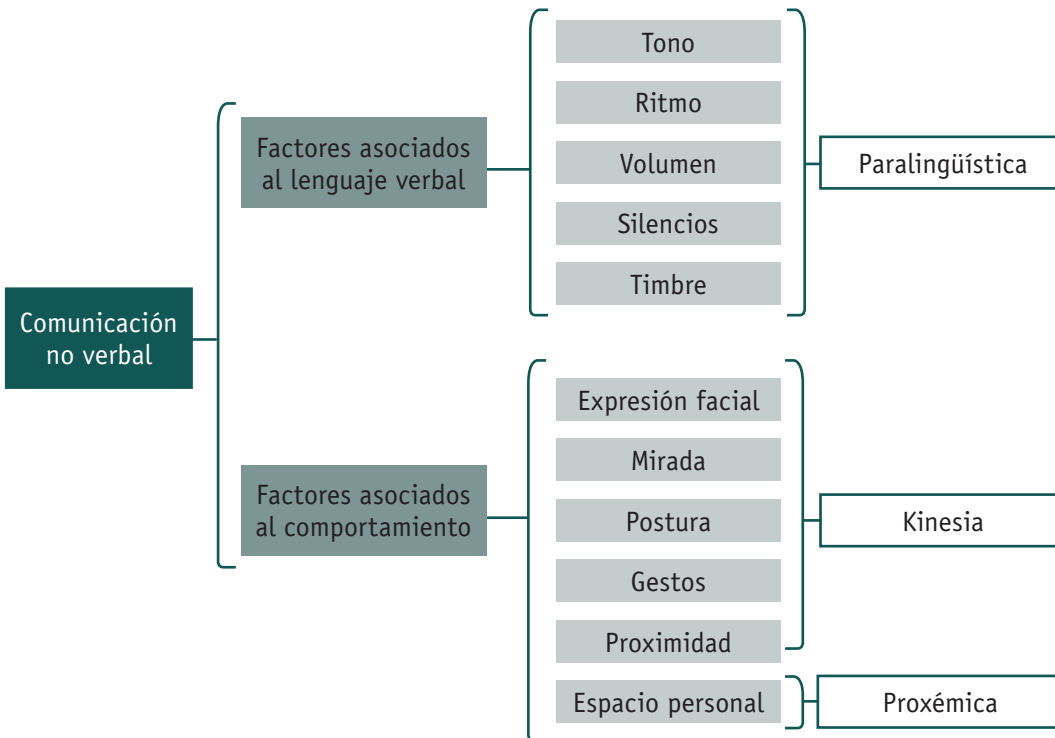 Comunicación
no verbal
Factores asociados
al lenguaje verbal
Tono
Ritmo
Volumen
Silencios
Timbre
Paralingüística
Factores asociados
al comportamiento
Expresión facial
Mirada
Postura
Gestos
Proximidad
Kinesia
Espacio personal
Proxémica